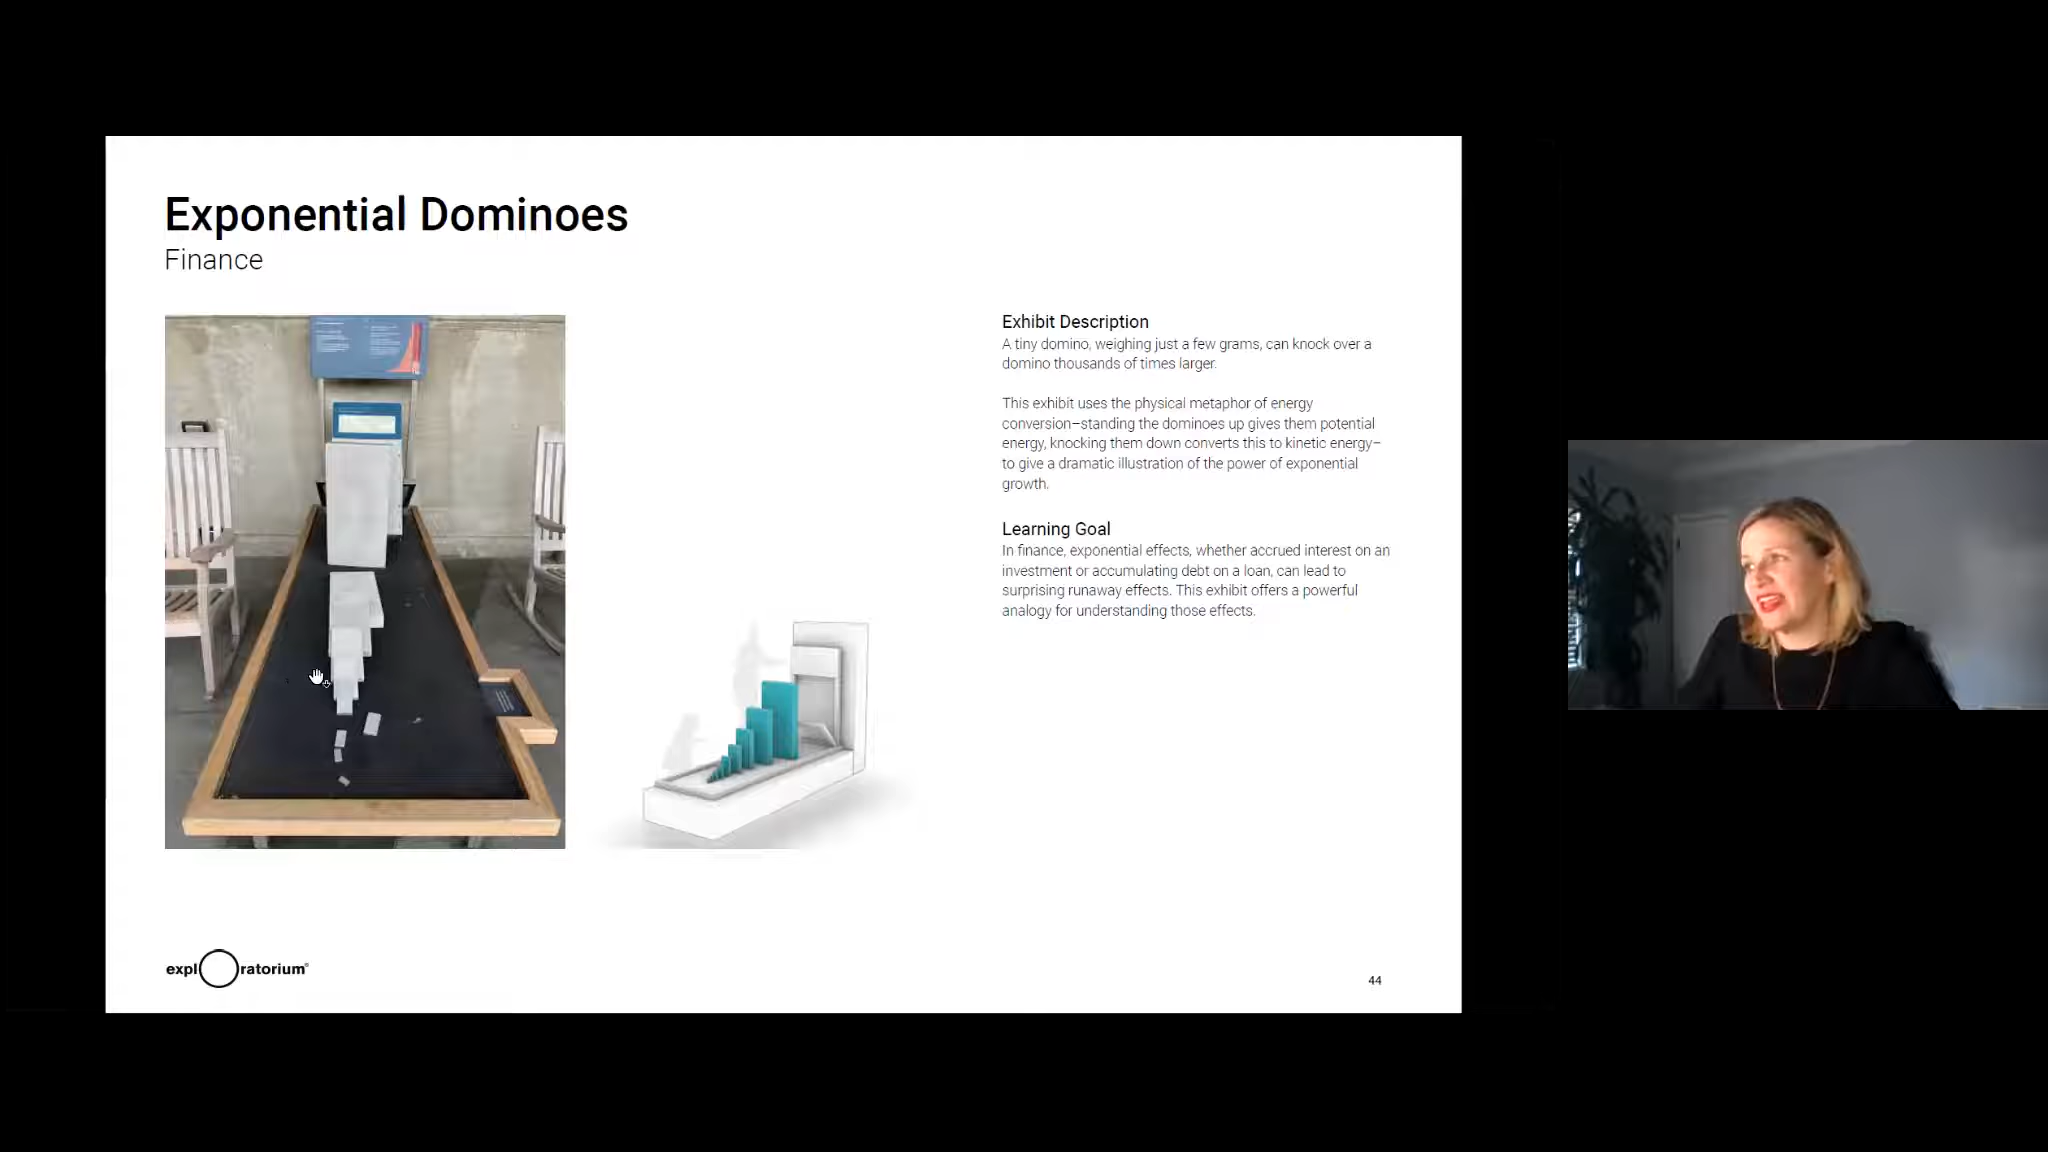 Exponential Dominoes
Finance
Exhibit Description
A tiny domino, weighing just a few grams, can knock over a
domino thousands of times larger.
This exhibit uses the physical metaphor of energy
conversion–standing the dominoes up gives them potential
energy, knocking them down converts this to kinetic energy–
to give a dramatic illustration of the power of exponential
growth.
Learning Goal
In finance, exponential effects, whether accrued interest on an
investment or accumulating debt on a loan, can lead to
surprising runaway effects. This exhibit offers a powerful
analogy for understanding those effects.
expl ratorium®
44